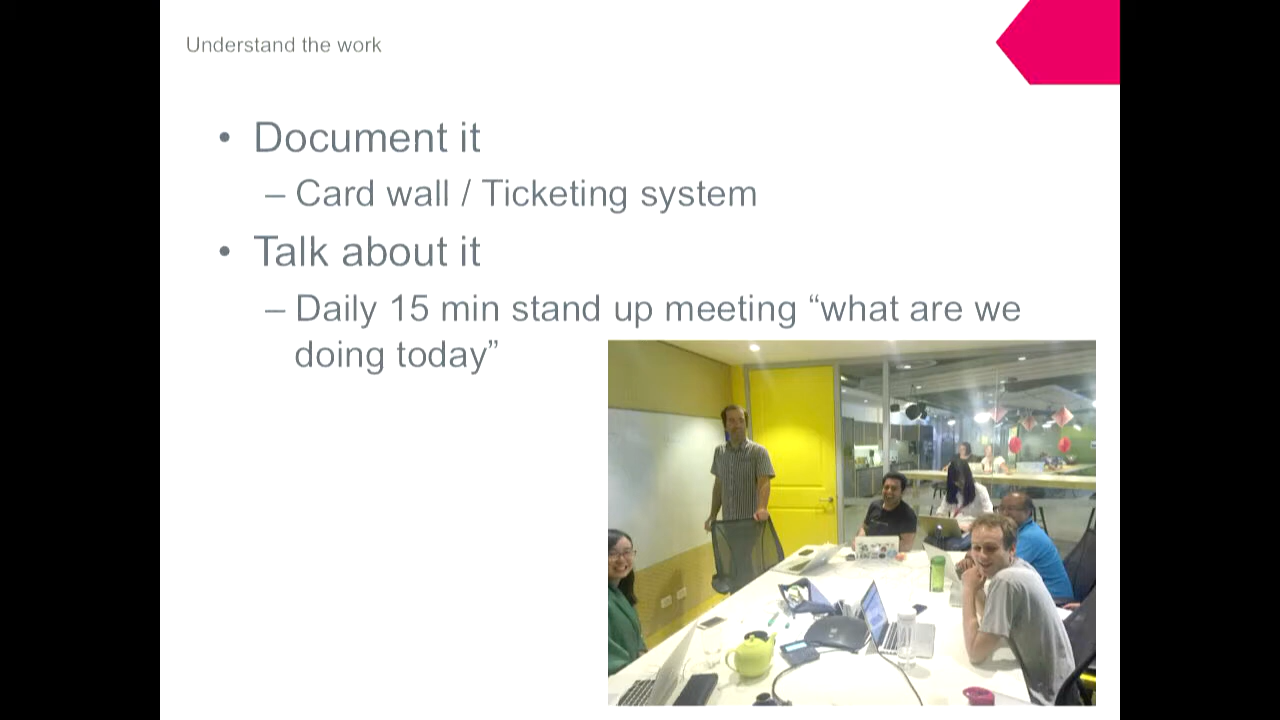 Understand the work
• Document it
– Card wall / Ticketing system
• Talk about it
– Daily 15 min stand up meeting “what are we
doing today”